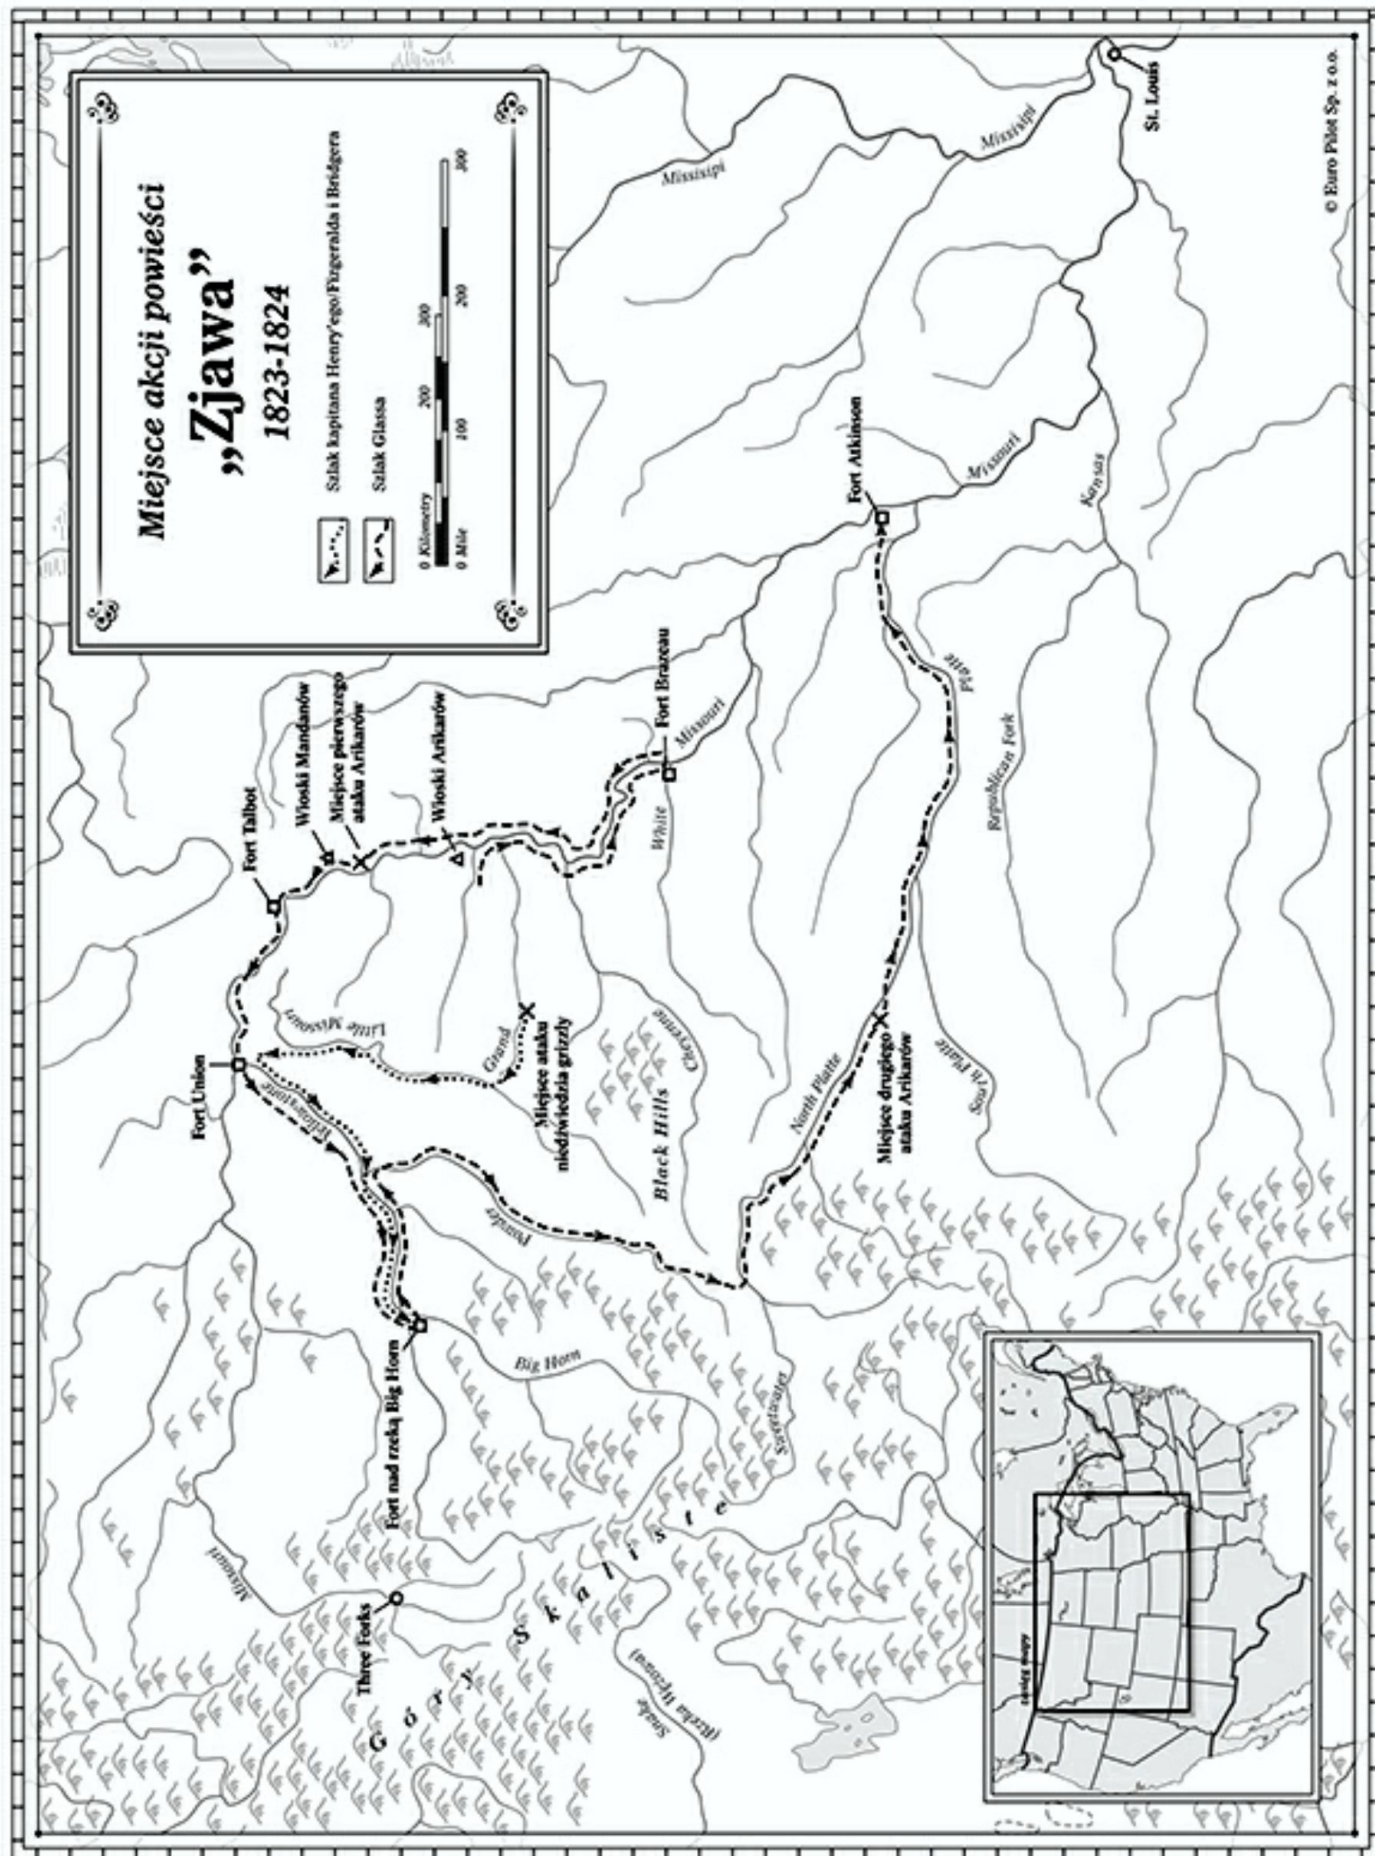 Miejsce akcji powieści
„Zjawa”
1823-1824
Szlak kapitana Henry'ego/Fitzgeralda i Bridgera
Szlak Glassa
0 Kilometry 200 300
0 Mile 100 200 300
Missisipi
Missisipi
St. Louis
© Euro Pilot Sp. z o.o.
Fort Talbot
Wioski Mandanów
Miejsce pierwszego
ataku Arikarów
Wioski Arikarów
Fort Brazeau
Missouri
White
Fort Atkinson
Missouri
Kansas
Platte
Republican Fork
Fort Union
Yellowstone
Little Missouri
Grand
Miejsce ataku
niedźwiedzia grizzly
Black Hills
Cheyenne
North Platte
Miejsce drugiego
ataku Arikarów
South Platte
Powder
Fort nad rzeką Big Horn
Big Horn
Sweetwater
Missouri
Three Forks
Góry Skaliste
Snake
(Rzeka Wężowa)